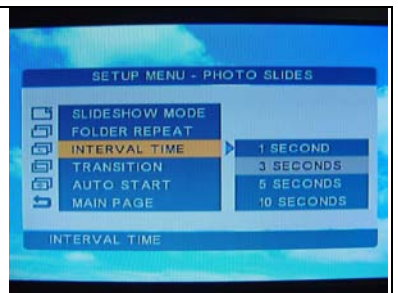 SETUP MENU - PHOTO SLIDES
SLIDESHOW MODE
FOLDER REPEAT
INTERVAL TIME
TRANSITION
AUTO START
MAIN PAGE
1 SECOND
3 SECONDS
5 SECONDS
10 SECONDS
INTERVAL TIME